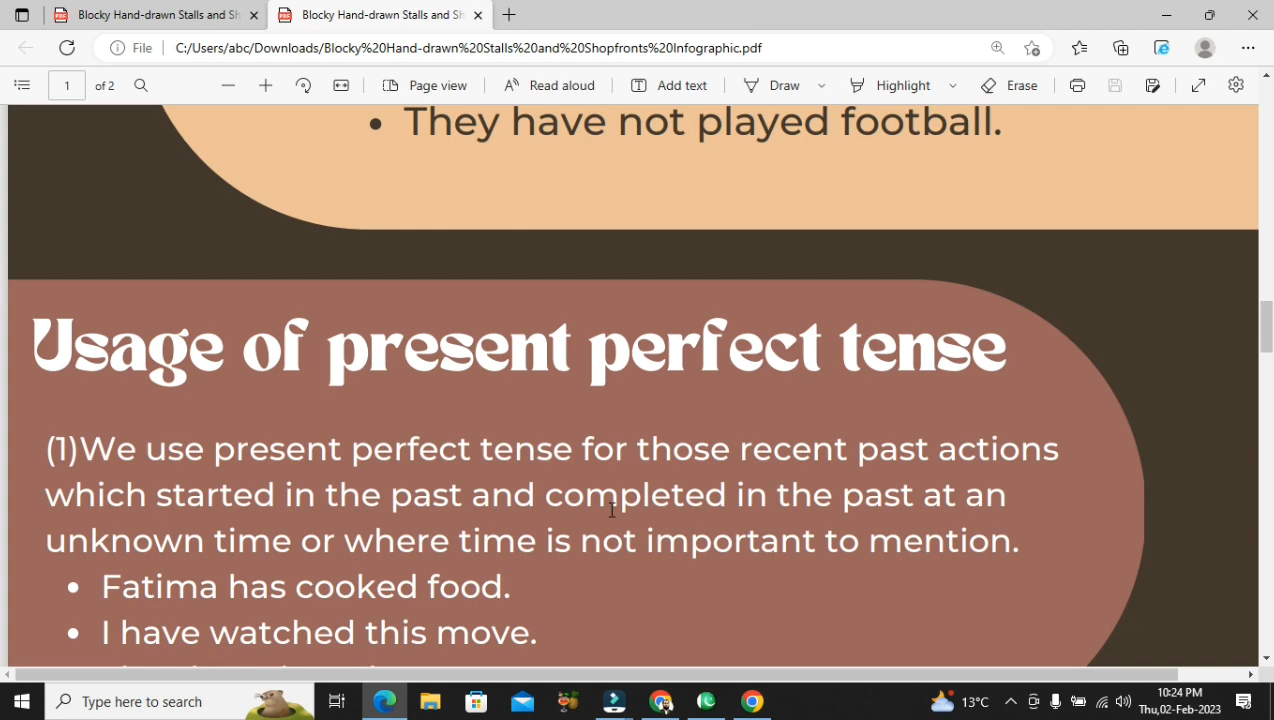 Blocky Hand-drawn Stalls and Sh
Blocky Hand-drawn Stalls and Sh
File
C:/Users/abc/Downloads/Blocky%20Hand-drawn%20Stalls%20and%20Shopfronts%20Infographic.pdf
1 of 2
Page view
Read aloud
Add text
Draw
Highlight
Erase
• They have not played football.
Usage of present perfect tense
(1)We use present perfect tense for those recent past actions
which started in the past and completed in the past at an
unknown time or where time is not important to mention.
• Fatima has cooked food.
• I have watched this move.
Type here to search
13°C
10:24 PM
Thu,02-Feb-2023